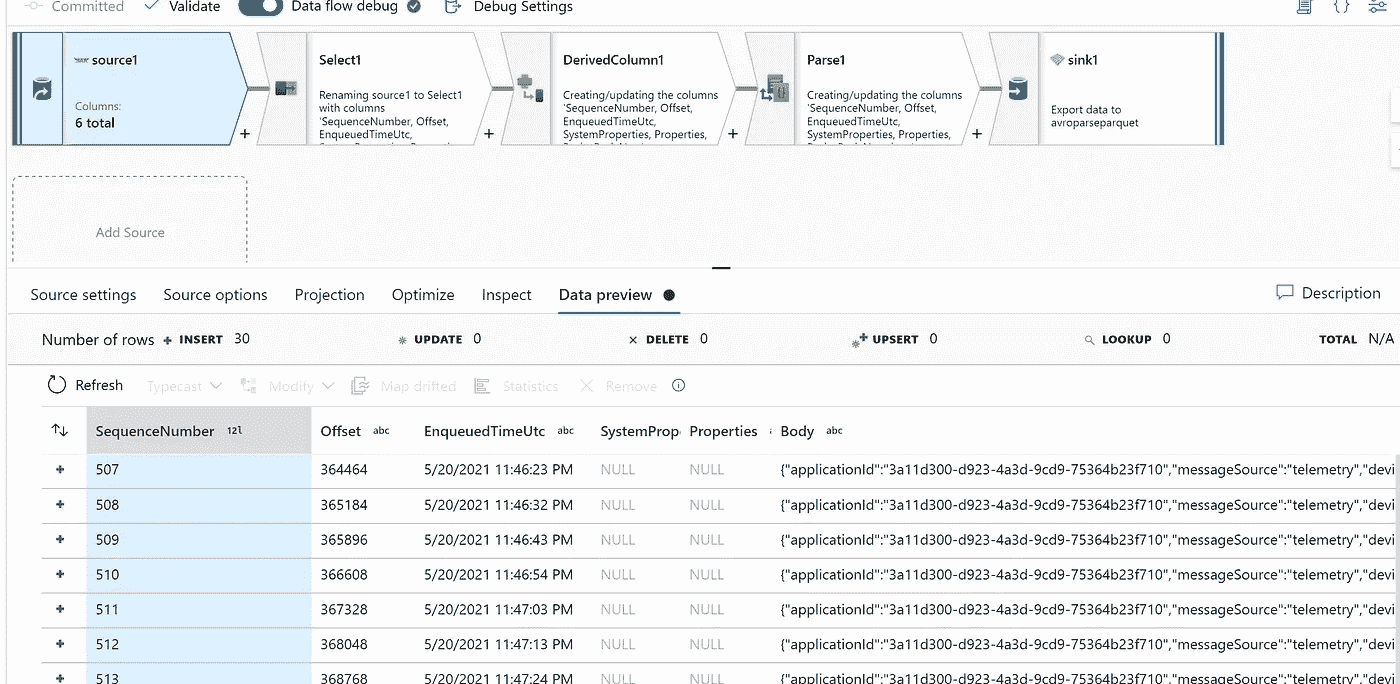 Committed Validate Data flow debug Debug Settings
source1
Columns:
6 total
+
Select1
Renaming source1 to Select1
with columns
'SequenceNumber, Offset,
EnqueuedTimeUtc,
+
DerivedColumn1
Creating/updating the columns
'SequenceNumber, Offset,
EnqueuedTimeUtc,
SystemProperties, Properties,
+
Parse1
Creating/updating the columns
'SequenceNumber, Offset,
EnqueuedTimeUtc,
SystemProperties, Properties,
+
sink1
Export data to
avroparseparquet
Add Source
Source settings Source options Projection Optimize Inspect Data preview Description
Number of rows + INSERT 30 UPDATE 0 DELETE 0 UPSERT 0 LOOKUP 0 TOTAL N/A
Refresh Typecast Modify Map drifted Statistics Remove
SequenceNumber 12l Offset abc EnqueuedTimeUtc abc SystemProp Properties Body abc
+ 507 364464 5/20/2021 11:46:23 PM NULL NULL {"applicationId":"3a11d300-d923-4a3d-9cd9-75364b23f710","messageSource":"telemetry","devi
+ 508 365184 5/20/2021 11:46:32 PM NULL NULL {"applicationId":"3a11d300-d923-4a3d-9cd9-75364b23f710","messageSource":"telemetry","devi
+ 509 365896 5/20/2021 11:46:43 PM NULL NULL {"applicationId":"3a11d300-d923-4a3d-9cd9-75364b23f710","messageSource":"telemetry","devi
+ 510 366608 5/20/2021 11:46:54 PM NULL NULL {"applicationId":"3a11d300-d923-4a3d-9cd9-75364b23f710","messageSource":"telemetry","devi
+ 511 367328 5/20/2021 11:47:03 PM NULL NULL {"applicationId":"3a11d300-d923-4a3d-9cd9-75364b23f710","messageSource":"telemetry","devi
+ 512 368048 5/20/2021 11:47:13 PM NULL NULL {"applicationId":"3a11d300-d923-4a3d-9cd9-75364b23f710","messageSource":"telemetry","devi
+ 513 368768 5/20/2021 11:47:24 PM NULL NULL {"applicationId":"3a11d300-d923-4a3d-9cd9-75364b23f710","messageSource":"telemetry","devi